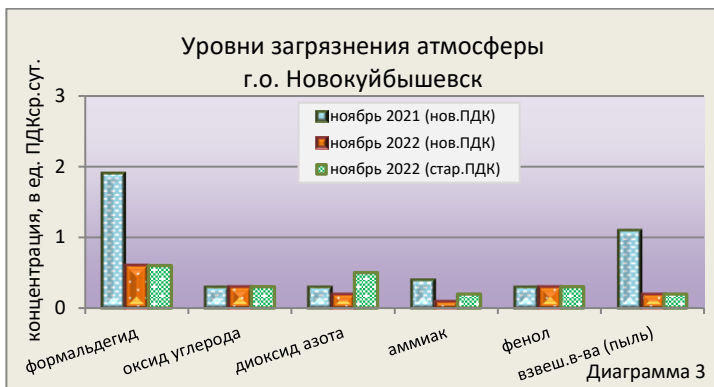 Уровни загрязнения атмосферы
г.о. Новокуйбышевск
концентрация, в ед. ПДКср.сут.
3
2
1
0
ноябрь 2021 (нов.ПДК)
ноябрь 2022 (нов.ПДК)
ноябрь 2022 (стар.ПДК)
формальдегид
оксид углерода
диоксид азота
аммиак
фенол
взвеш.в-ва (пыль)
Диаграмма 3